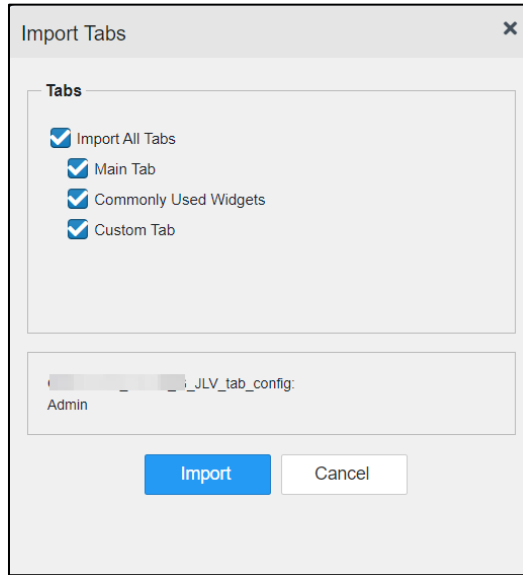 Import Tabs
Tabs
Import All Tabs
Main Tab
Commonly Used Widgets
Custom Tab
_JLV_tab_config:
Admin
Import
Cancel